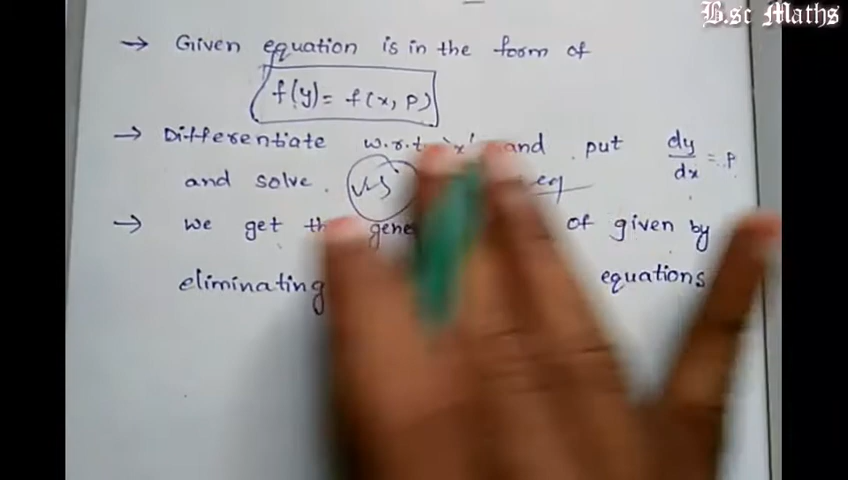 B.sc Maths
→ Given equation is in the form of
f(y) = f(x, p)
→ Differentiate w.r.t 'x' and put dy/dx = p
and solve. V-S eq
→ we get the of given by
eliminating equations